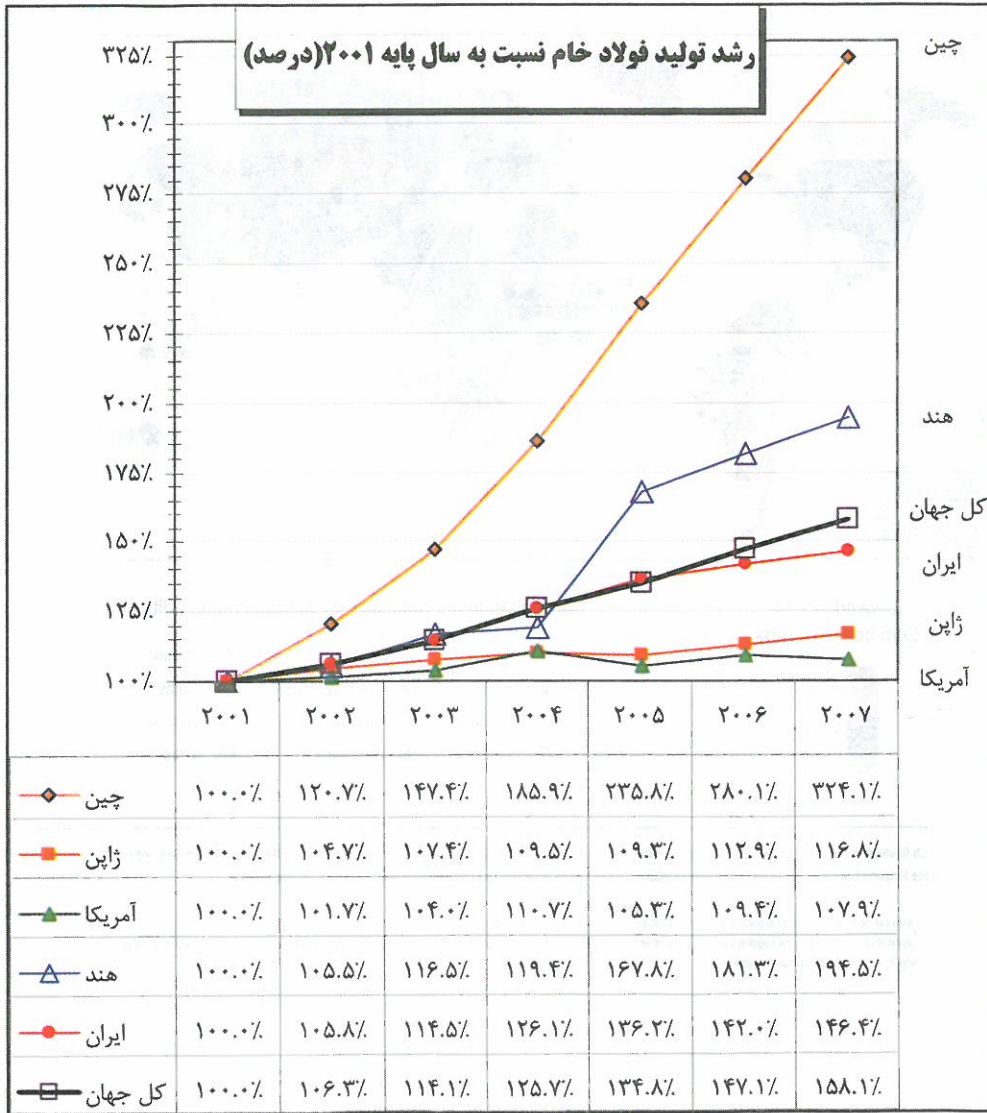 رشد تولید فولاد خام نسبت به سال پایه ۲۰۰۱(درصد)
۳۲۵٪
۳۰۰٪
۲۷۵٪
۲۵۰٪
۲۲۵٪
۲۰۰٪
۱۷۵٪
۱۵۰٪
۱۲۵٪
۱۰۰٪
چین
هند
کل جهان
ایران
ژاپن
آمریکا
۲۰۰۱ ۲۰۰۲ ۲۰۰۳ ۲۰۰۴ ۲۰۰۵ ۲۰۰۶ ۲۰۰۷
چین ۱۰۰.۰٪ ۱۲۰.۷٪ ۱۴۷.۴٪ ۱۸۵.۹٪ ۲۳۵.۸٪ ۲۸۰.۱٪ ۳۲۴.۱٪
ژاپن ۱۰۰.۰٪ ۱۰۴.۷٪ ۱۰۷.۴٪ ۱۰۹.۵٪ ۱۰۹.۳٪ ۱۱۲.۹٪ ۱۱۶.۸٪
آمریکا ۱۰۰.۰٪ ۱۰۱.۷٪ ۱۰۴.۰٪ ۱۱۰.۷٪ ۱۰۵.۳٪ ۱۰۹.۴٪ ۱۰۷.۹٪
هند ۱۰۰.۰٪ ۱۰۵.۵٪ ۱۱۶.۵٪ ۱۱۹.۴٪ ۱۶۷.۸٪ ۱۸۱.۳٪ ۱۹۴.۵٪
ایران ۱۰۰.۰٪ ۱۰۵.۸٪ ۱۱۴.۵٪ ۱۲۶.۱٪ ۱۳۶.۲٪ ۱۴۲.۰٪ ۱۴۶.۴٪
کل جهان ۱۰۰.۰٪ ۱۰۶.۳٪ ۱۱۴.۱٪ ۱۲۵.۷٪ ۱۳۴.۸٪ ۱۴۷.۱٪ ۱۵۸.۱٪